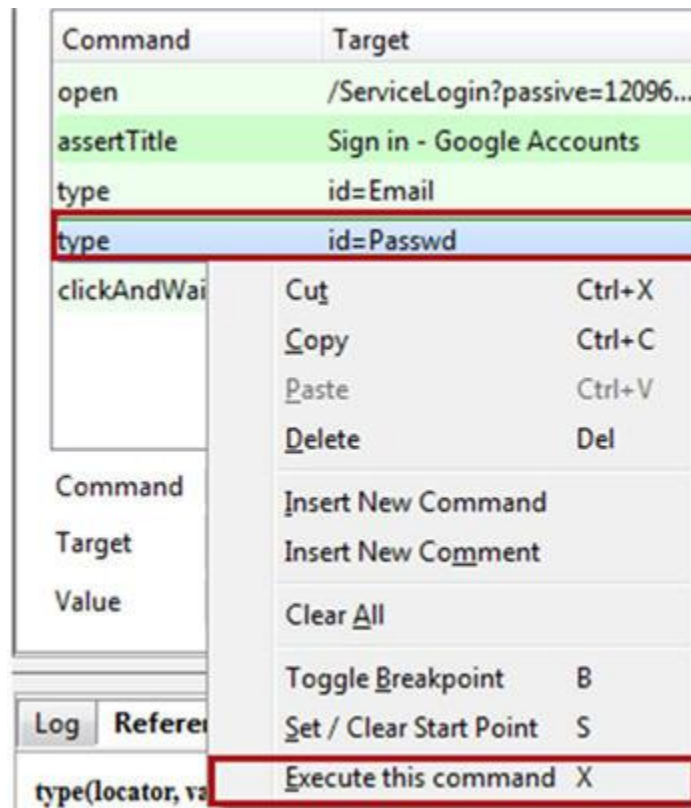 Command Target
open /ServiceLogin?passive=12096...
assertTitle Sign in - Google Accounts
type id=Email
type id=Passwd
clickAndWai
Cut Ctrl+X
Copy Ctrl+C
Paste Ctrl+V
Delete Del
Command
Insert New Command
Target
Insert New Comment
Value
Clear All
Toggle Breakpoint B
Log Referen
Set / Clear Start Point S
Execute this command X
type(locator, va